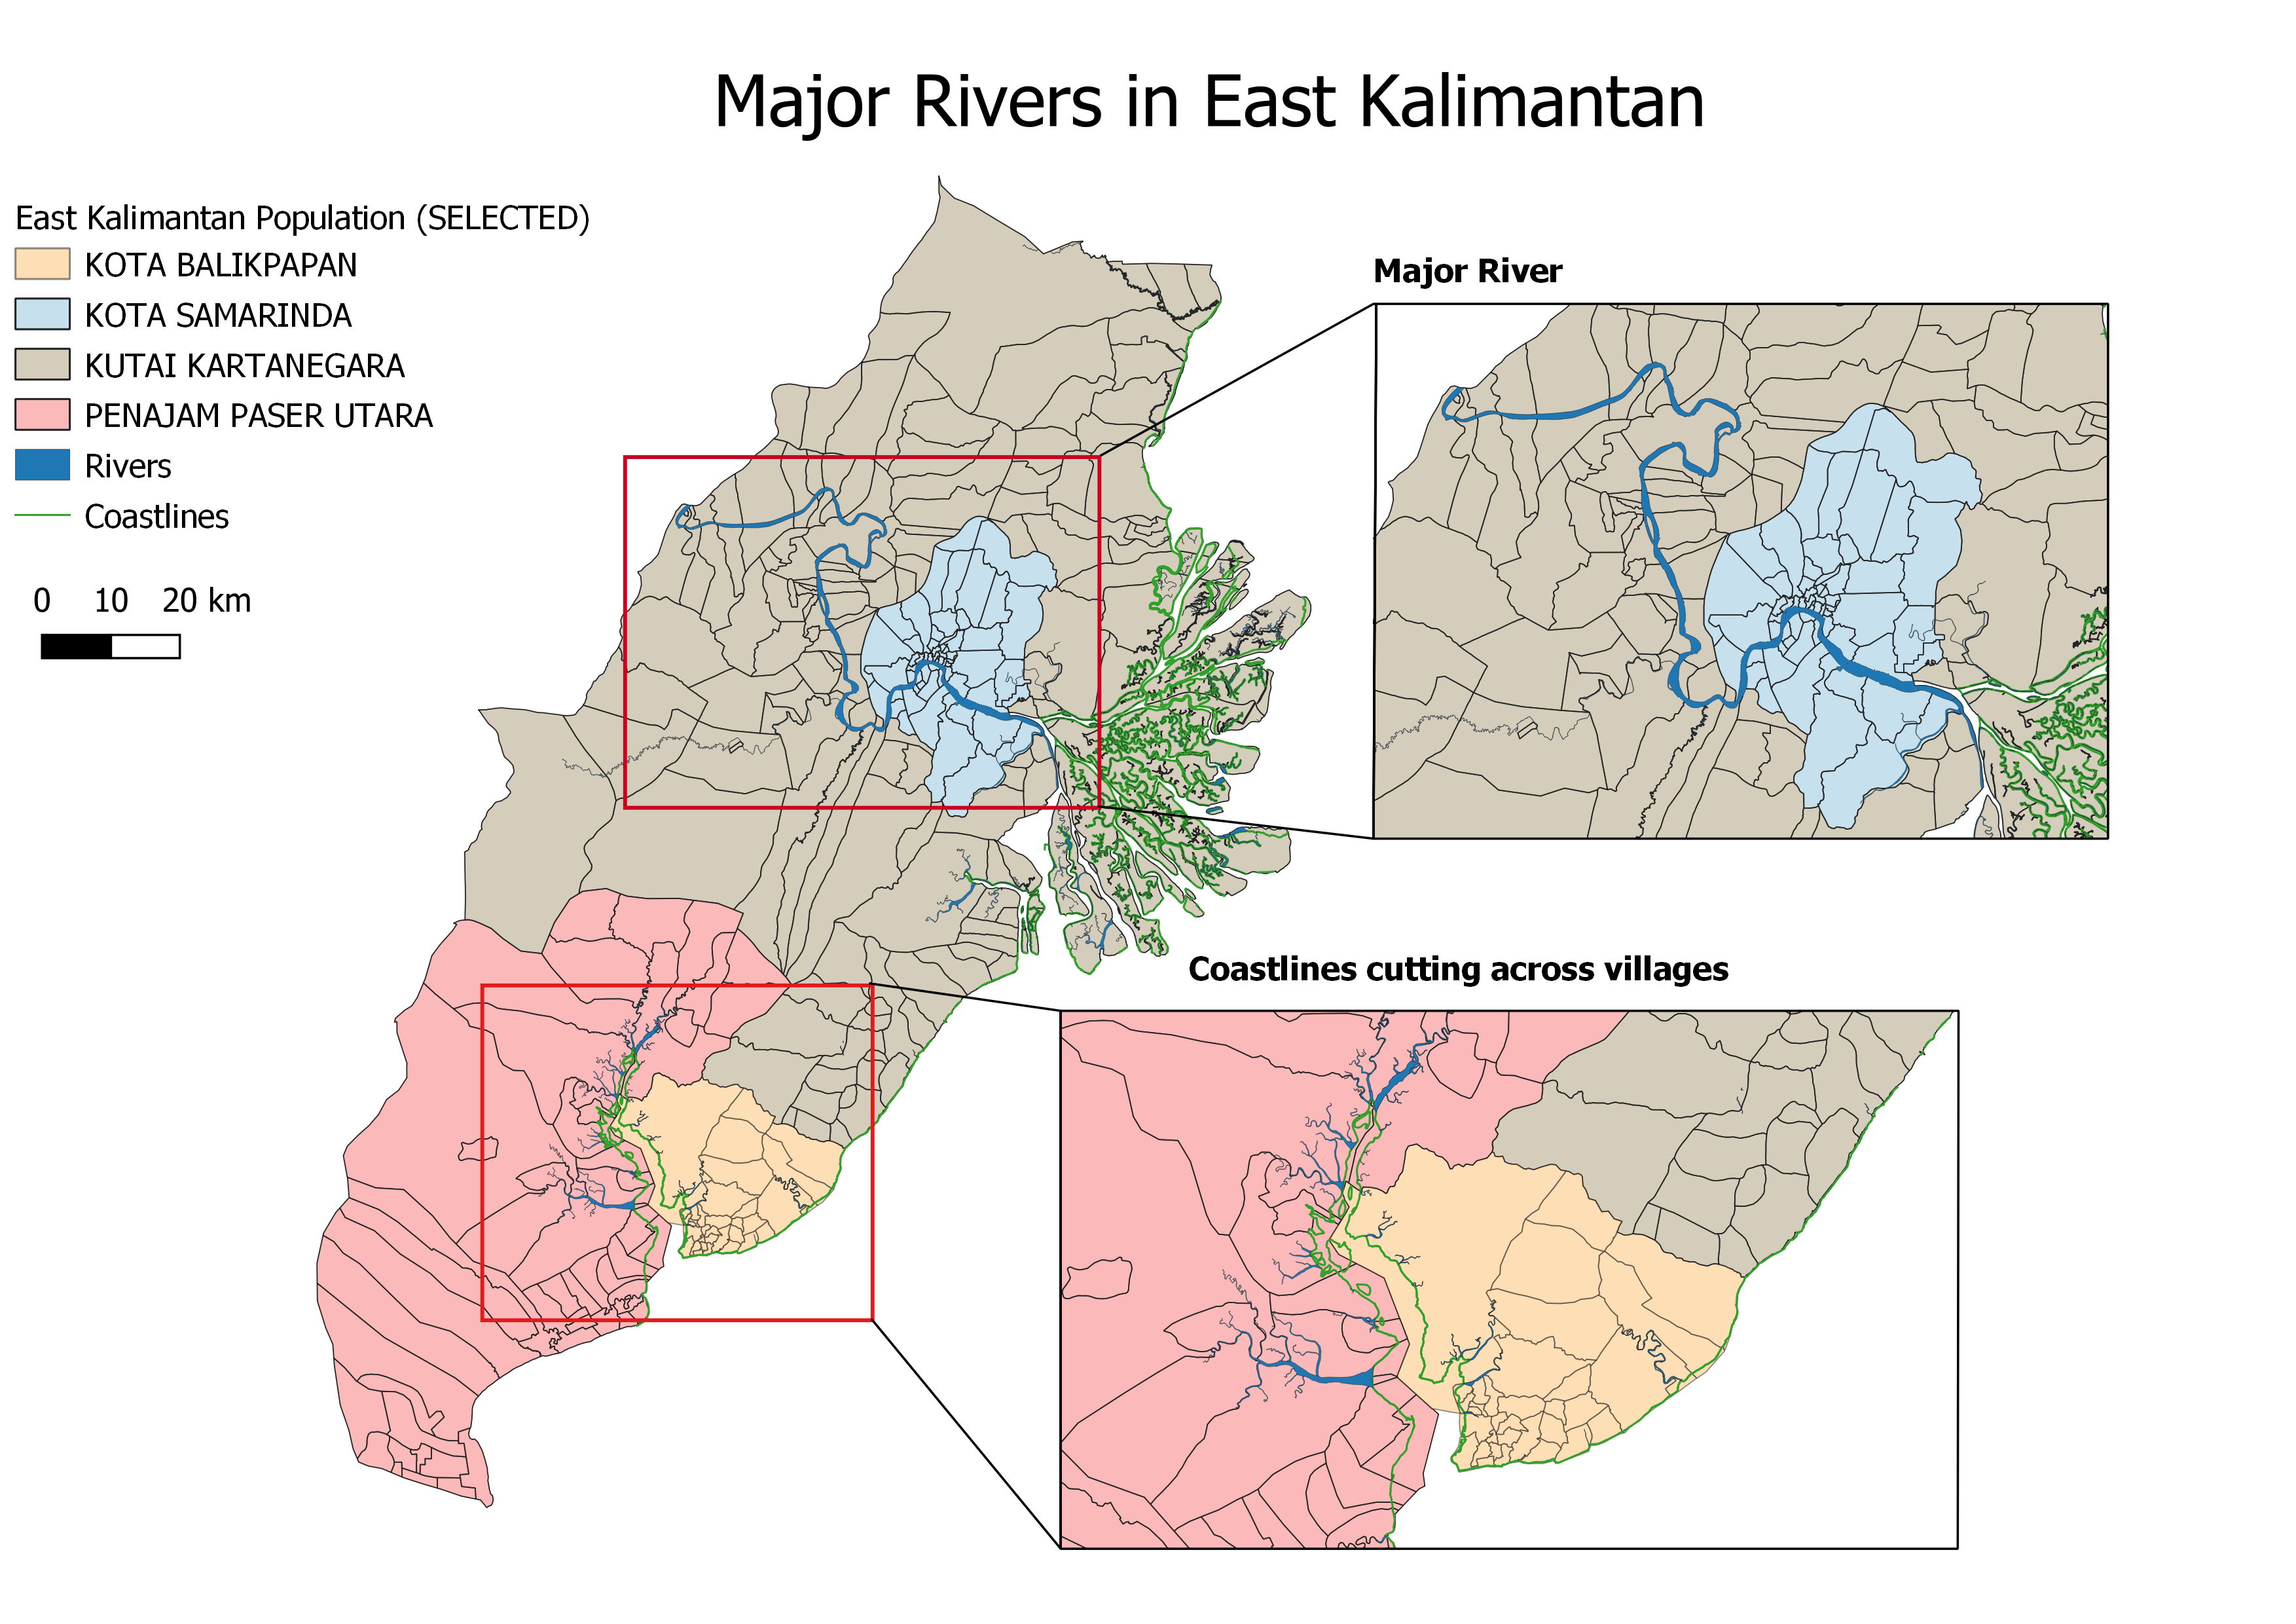 Major Rivers in East Kalimantan
East Kalimantan Population (SELECTED)
KOTA BALIKPAPAN
KOTA SAMARINDA
KUTAI KARTANEGARA
PENAJAM PASER UTARA
Rivers
Coastlines
0 10 20 km
Major River
Coastlines cutting across villages